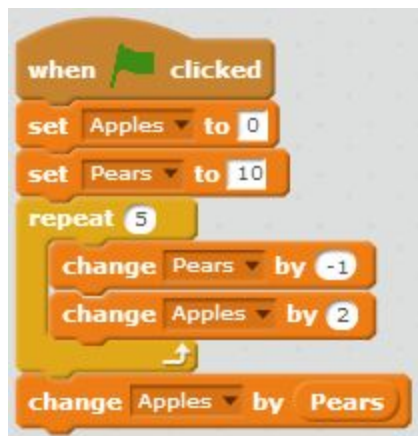 when clicked
set Apples to 0
set Pears to 10
repeat 5
change Pears by -1
change Apples by 2
change Apples by Pears